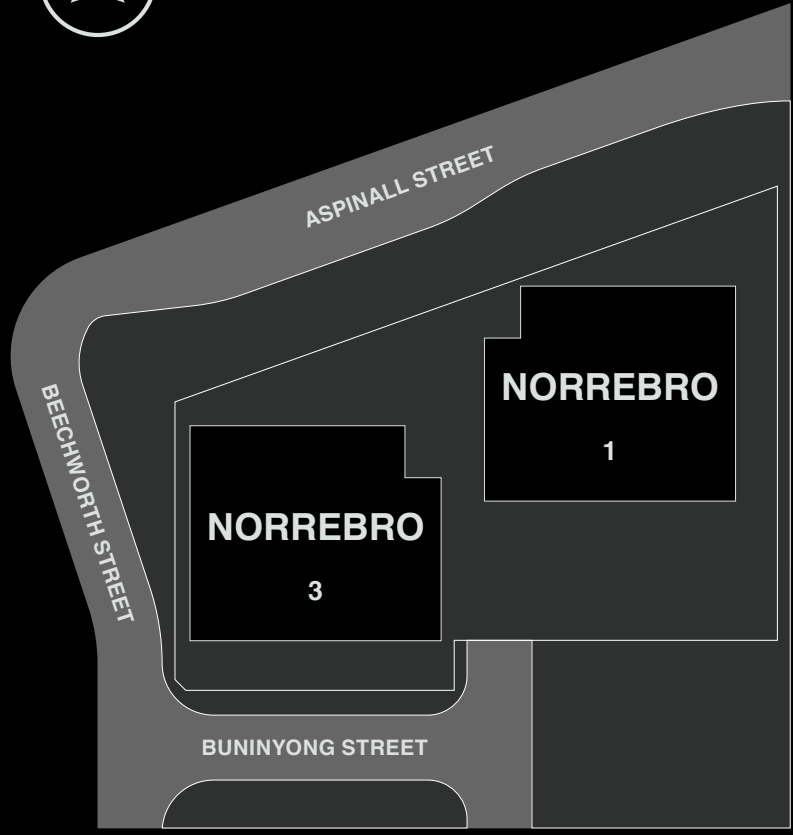 ASPINALL STREET
NORREBRO
1
BEECHWORTH STREET
NORREBRO
3
BUNINYONG STREET